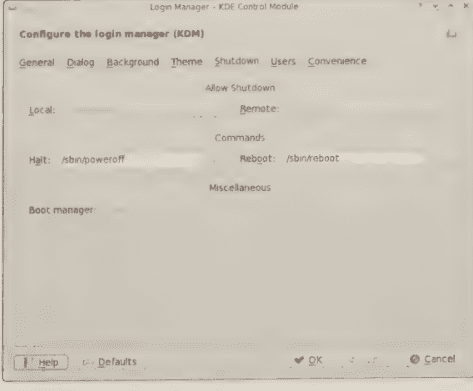 Login Manager - KDE Control Module
Configure the login manager (KDM)
General Dialog Background Theme Shutdown Users Convenience
Allow Shutdown
Local: Remote:
Commands
Halt: /sbin/poweroff Reboot: /sbin/reboot
Miscellaneous
Boot manager:
Help Defaults OK Cancel